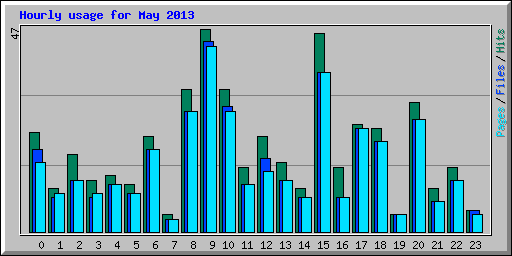 Hourly usage for May 2013
47
Pages / Files / Hits
0 1 2 3 4 5 6 7 8 9 10 11 12 13 14 15 16 17 18 19 20 21 22 23